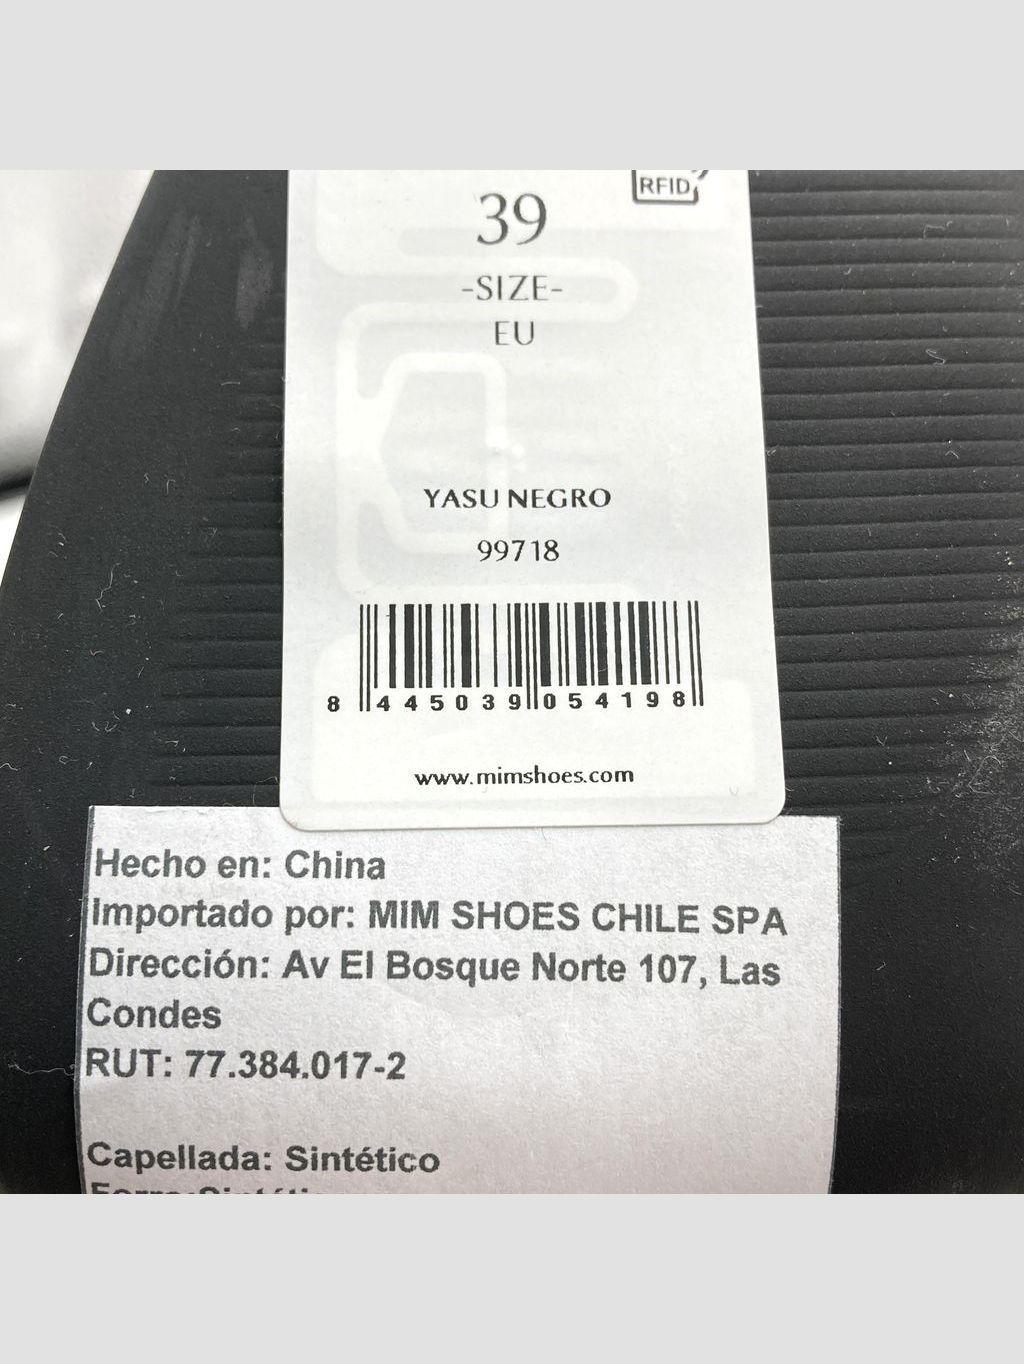 RFID
39
-SIZE-
EU
YASU NEGRO
99718
8 445039 054198
www.mimshoes.com
Hecho en: China
Importado por: MIM SHOES CHILE SPA
Dirección: Av El Bosque Norte 107, Las
Condes
RUT: 77.384.017-2
Capellada: Sintético